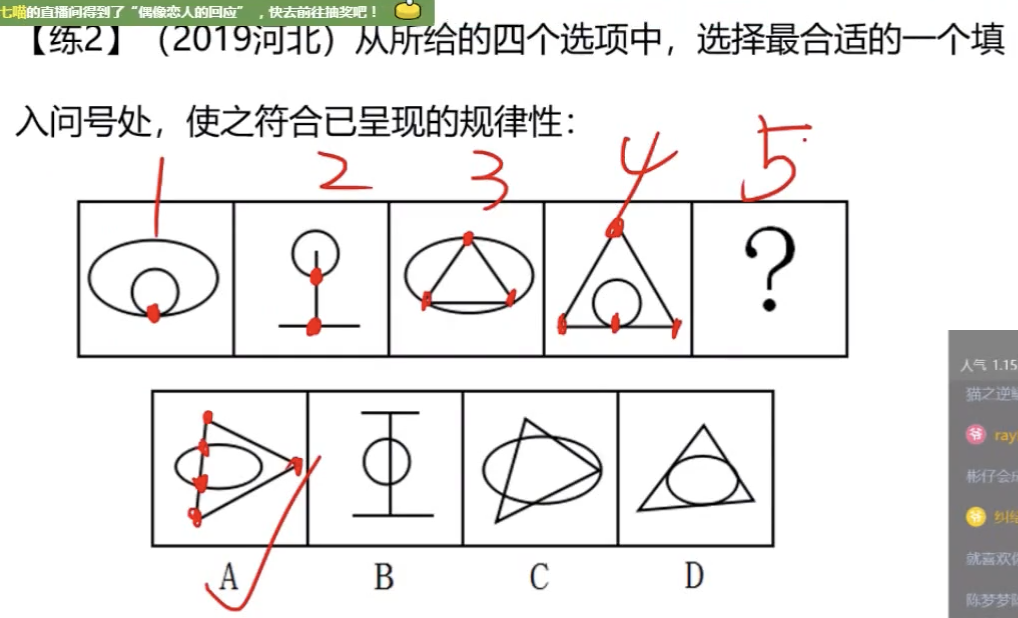 七喵的直播间得到了“偶像恋人的回应”，快去前往抽奖吧！
【练2】（2019河北）从所给的四个选项中，选择最合适的一个填
入问号处，使之符合已呈现的规律性：
1 2 3 4 5
?
A B C D
人气 1.15
猫之逆
爷 ray
彬仔会
爷
就喜欢
陈梦梦